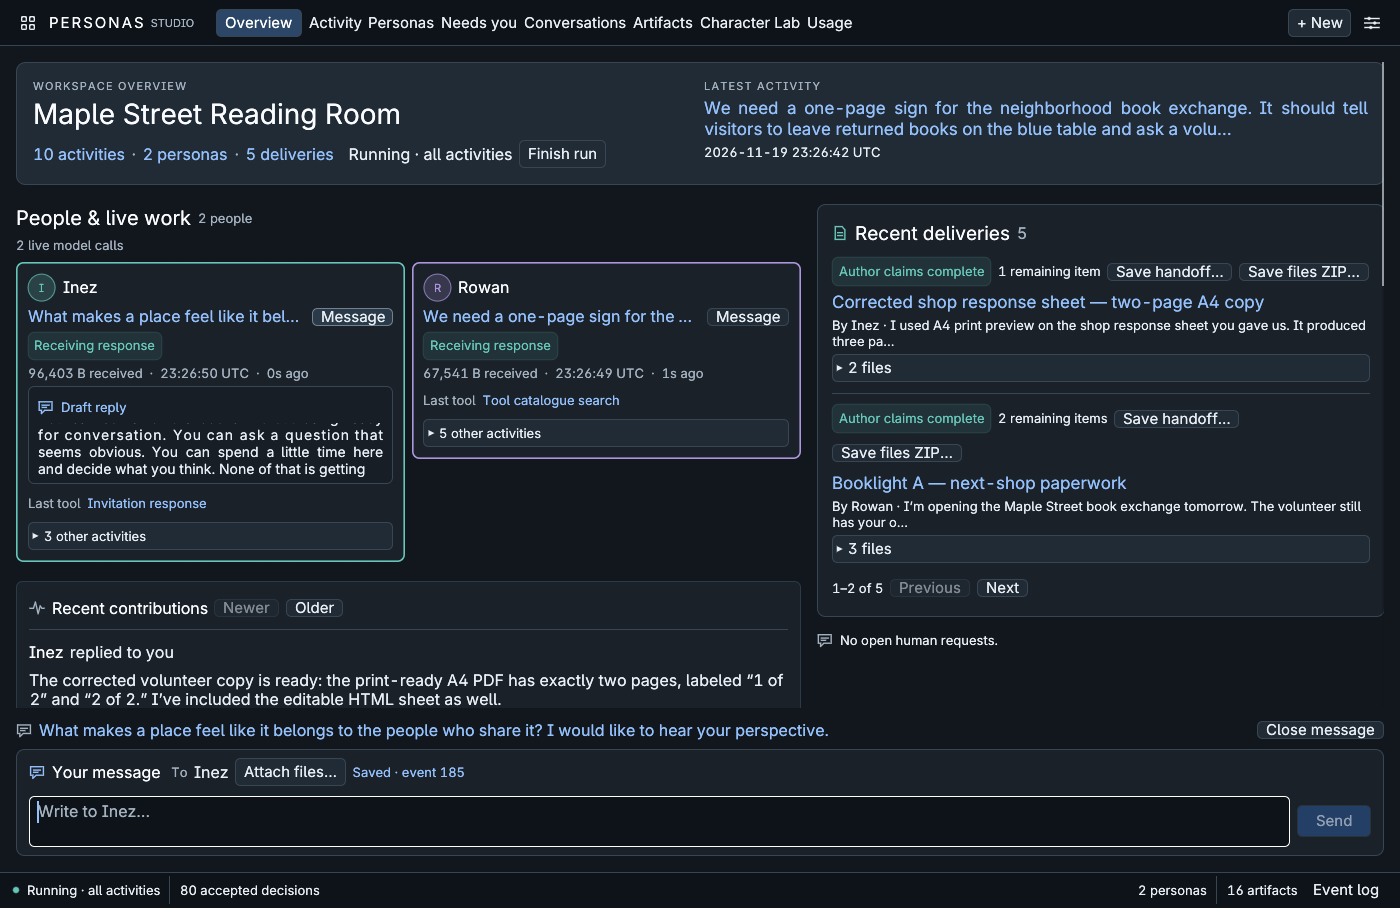 PERSONAS STUDIO
Overview Activity Personas Needs you Conversations Artifacts Character Lab Usage
+ New
WORKSPACE OVERVIEW
Maple Street Reading Room
10 activities · 2 personas · 5 deliveries Running · all activities Finish run
LATEST ACTIVITY
We need a one-page sign for the neighborhood book exchange. It should tell
visitors to leave returned books on the blue table and ask a volu...
2026-11-19 23:26:42 UTC
People & live work 2 people
2 live model calls
I Inez
What makes a place feel like it bel... Message
Receiving response
96,403 B received · 23:26:50 UTC · 0s ago
Draft reply
for conversation. You can ask a question that
seems obvious. You can spend a little time here
and decide what you think. None of that is getting
Last tool Invitation response
3 other activities
R Rowan
We need a one-page sign for the ... Message
Receiving response
67,541 B received · 23:26:49 UTC · 1s ago
Last tool Tool catalogue search
5 other activities
Recent deliveries 5
Author claims complete 1 remaining item Save handoff... Save files ZIP...
Corrected shop response sheet — two-page A4 copy
By Inez · I used A4 print preview on the shop response sheet you gave us. It produced
three pa...
2 files
Author claims complete 2 remaining items Save handoff...
Save files ZIP...
Booklight A — next-shop paperwork
By Rowan · I'm opening the Maple Street book exchange tomorrow. The volunteer still
has your o...
3 files
1–2 of 5 Previous Next
No open human requests.
Recent contributions Newer Older
Inez replied to you
The corrected volunteer copy is ready: the print-ready A4 PDF has exactly two pages, labeled “1 of
2” and “2 of 2.” I’ve included the editable HTML sheet as well.
What makes a place feel like it belongs to the people who share it? I would like to hear your perspective.
Close message
Your message To Inez Attach files... Saved · event 185
Write to Inez...
Send
Running · all activities 80 accepted decisions
2 personas 16 artifacts Event log